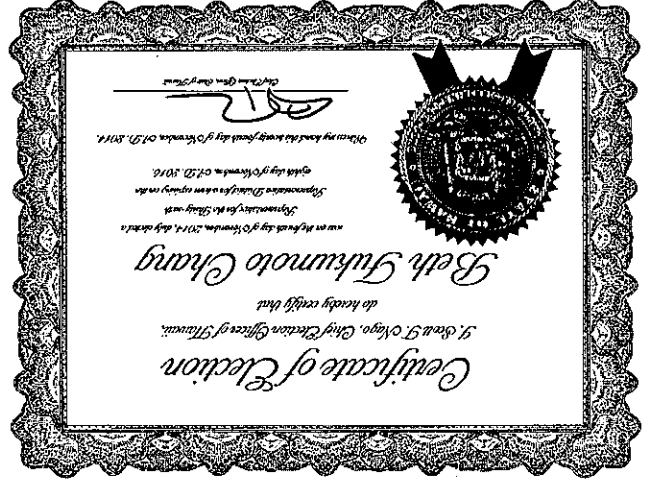 Certificate of Election
I, Scott T. Nago, Chief Election Officer of Hawaii,
do hereby certify that
Beth Fukumoto Chang
was on the fourth day of November, 2014, duly elected a
Representative, for the Thirty-sixth
Representative District for a term expiring on the
eighth day of November, A.D. 2016.
Witness my hand this twenty-fourth day of November, A.D. 2014.
Chief Election Officer, State of Hawaii
STATE OF HAWAII